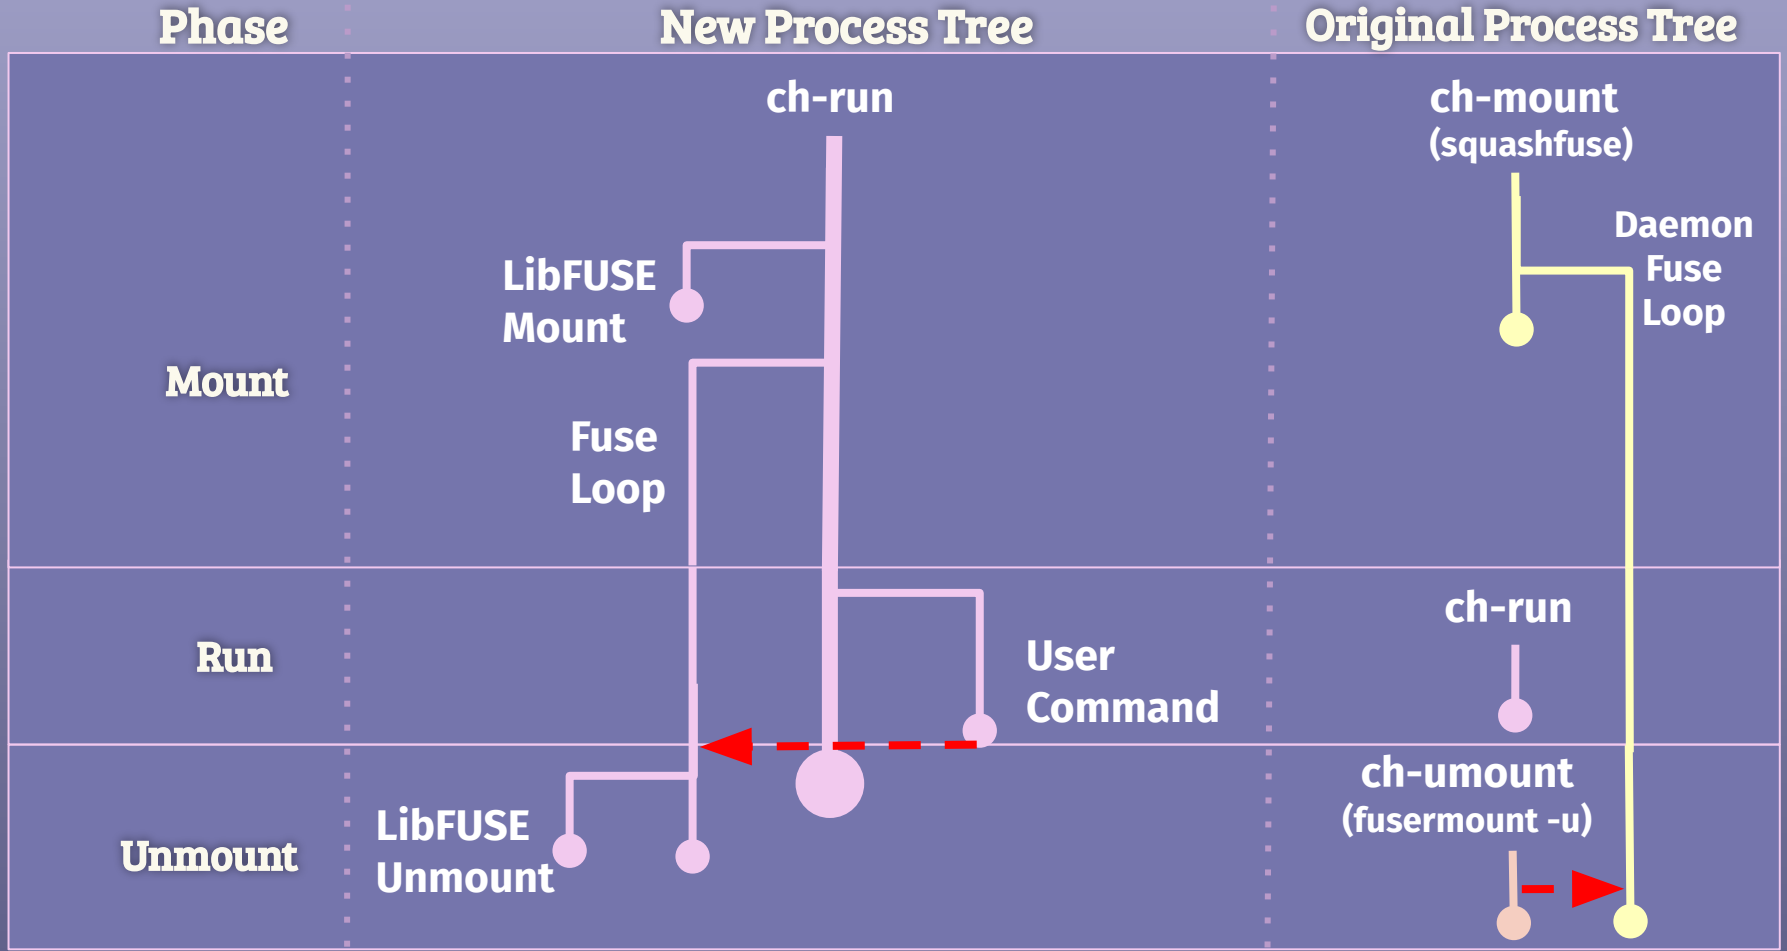 Phase
New Process Tree
Original Process Tree
Mount
ch-run
LibFUSE
Mount
Fuse
Loop
ch-mount
(squashfuse)
Daemon
Fuse
Loop
Run
User
Command
ch-run
Unmount
LibFUSE
Unmount
ch-umount
(fusermount -u)